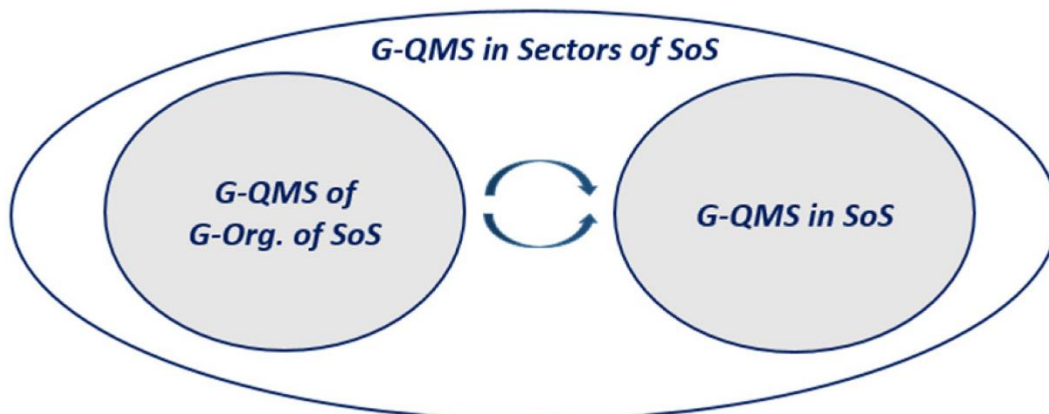 G-QMS in Sectors of SoS
G-QMS of
G-Org. of SoS
G-QMS in SoS